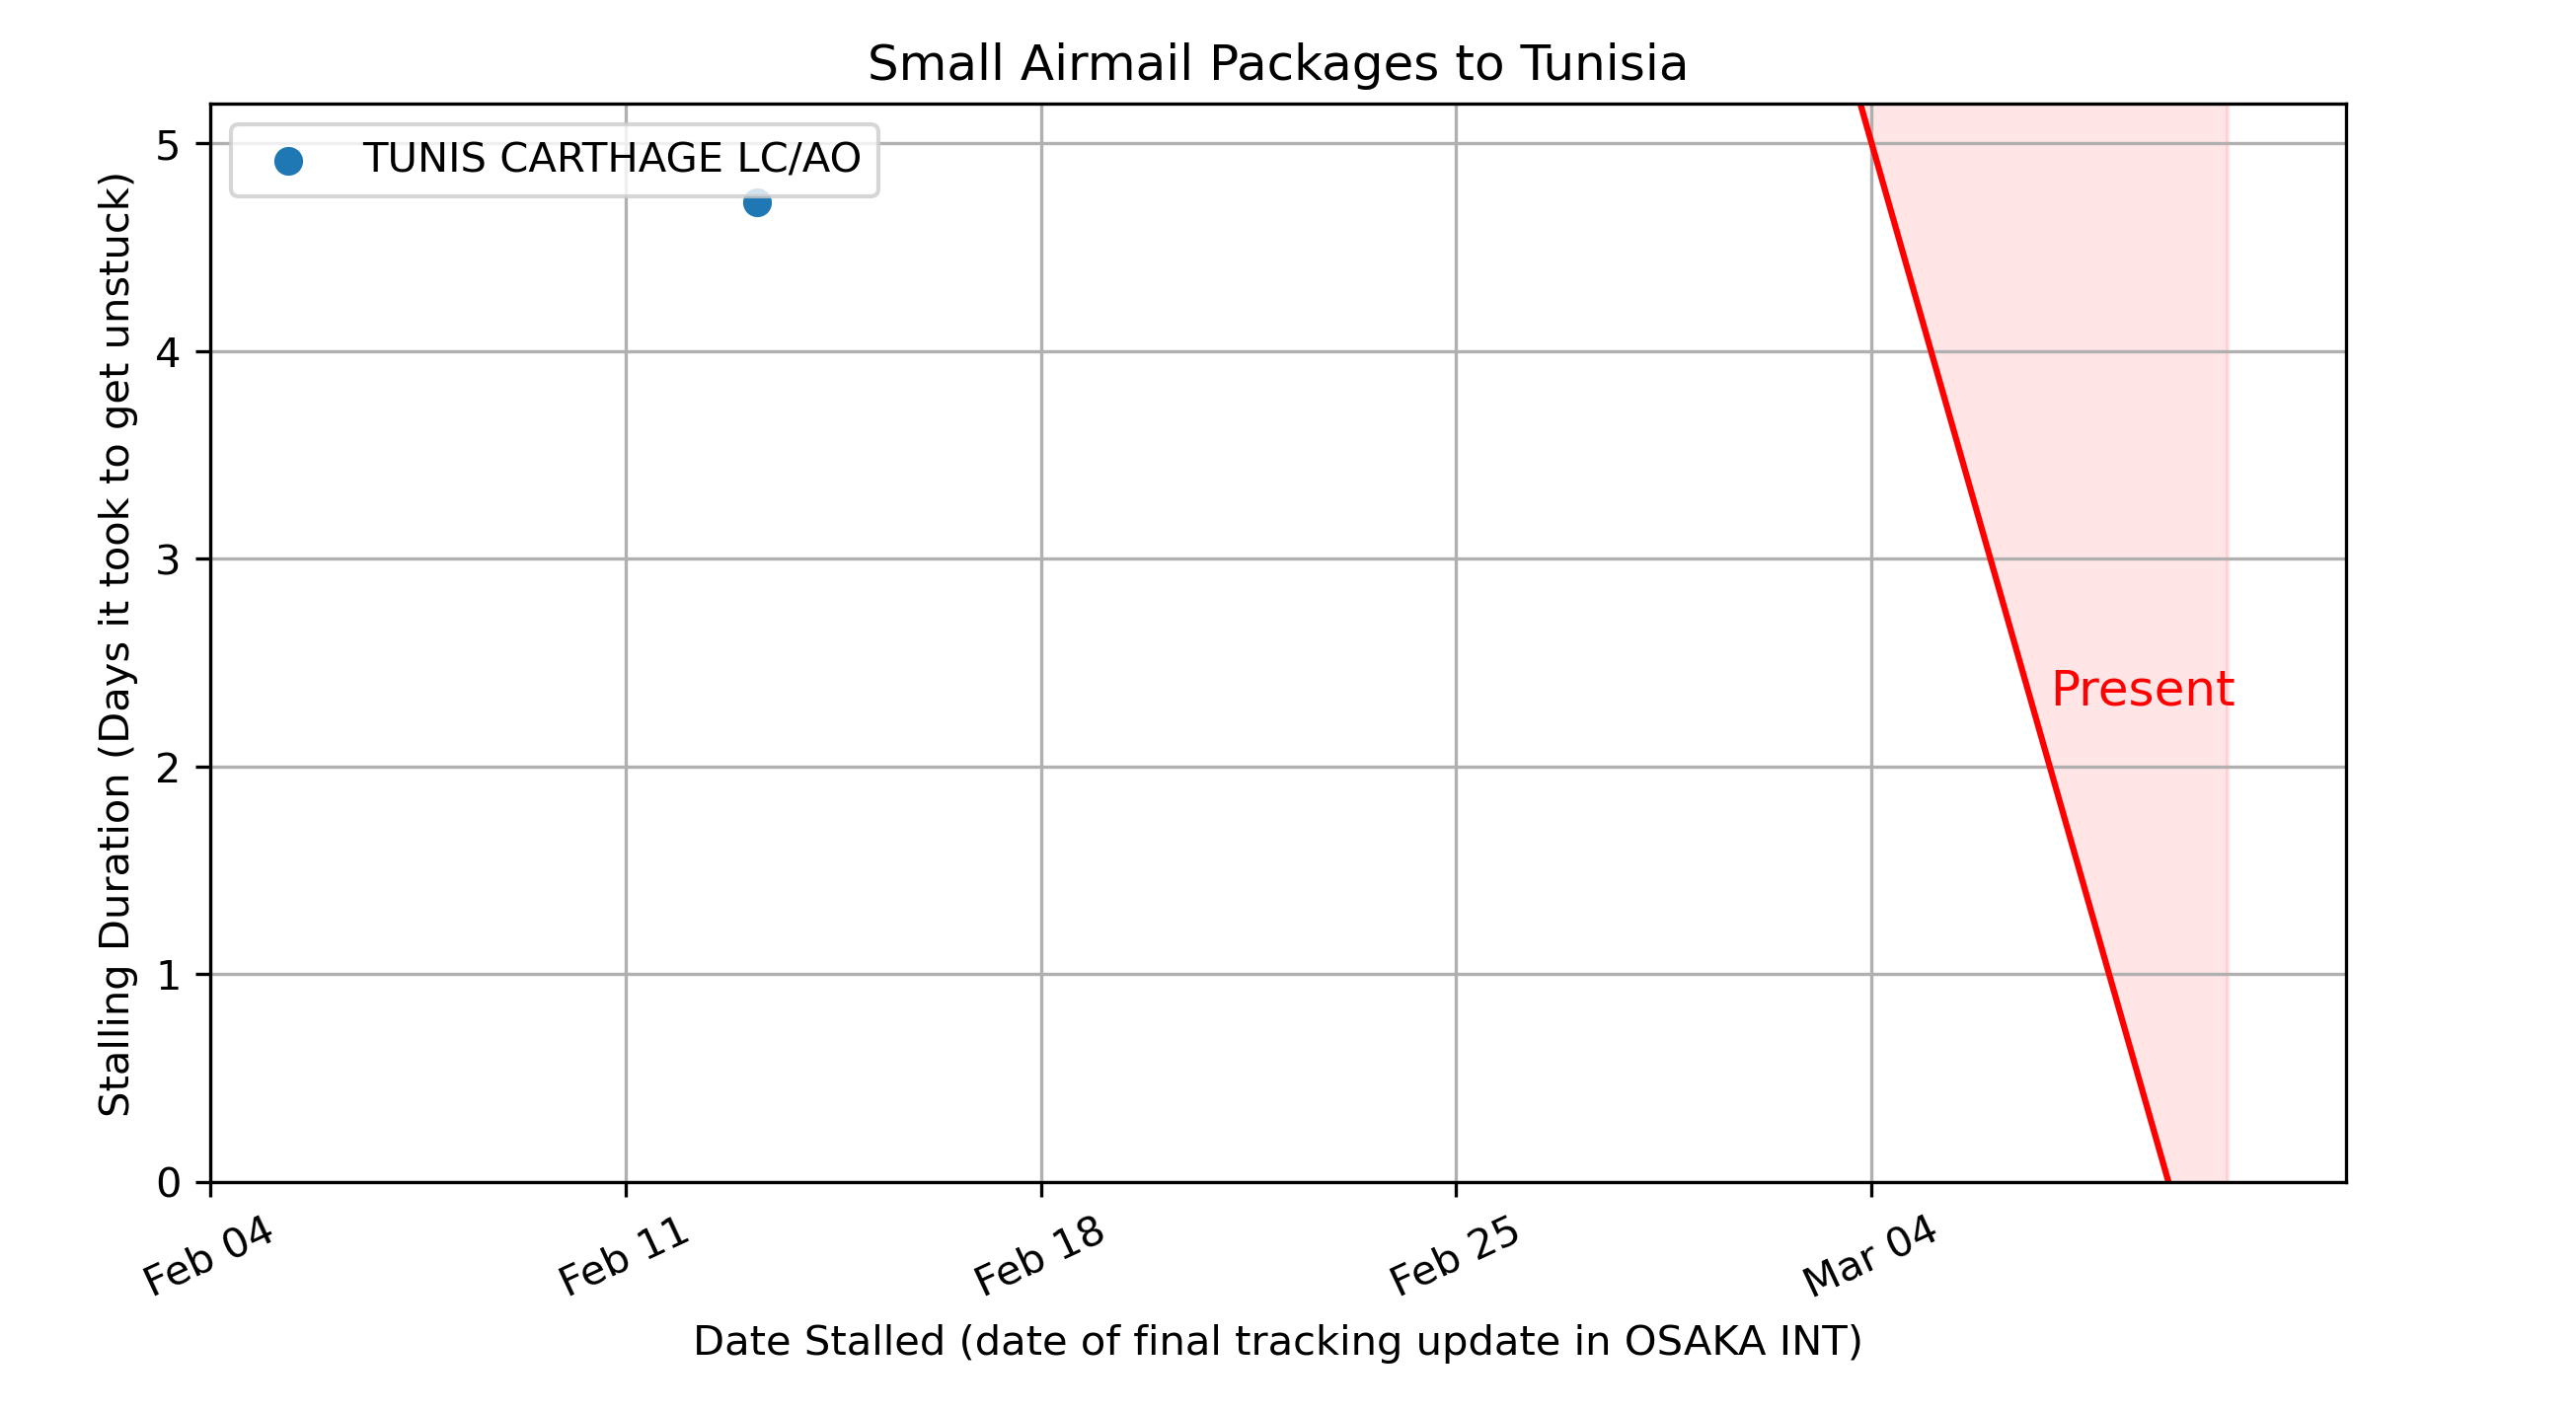 Small Airmail Packages to Tunisia
TUNIS CARTHAGE LC/AO
Stalling Duration (Days it took to get unstuck)
5
4
3
2
1
0
Present
Feb 04
Feb 11
Feb 18
Feb 25
Mar 04
Date Stalled (date of final tracking update in OSAKA INT)